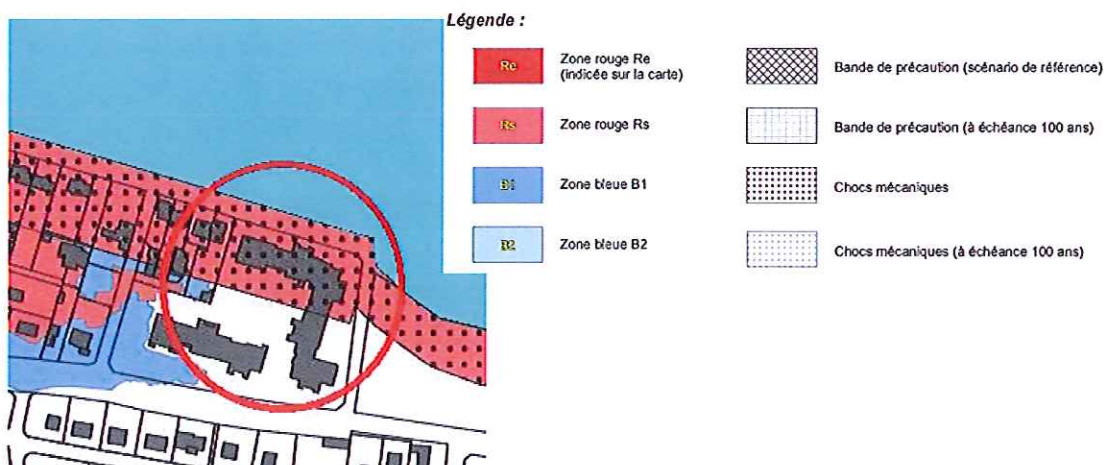 Légende :
Re
Zone rouge Re
(indicée sur la carte)
Rs
Zone rouge Rs
B1
Zone bleue B1
B2
Zone bleue B2
Bande de précaution (scénario de référence)
Bande de précaution (à échéance 100 ans)
Chocs mécaniques
Chocs mécaniques (à échéance 100 ans)